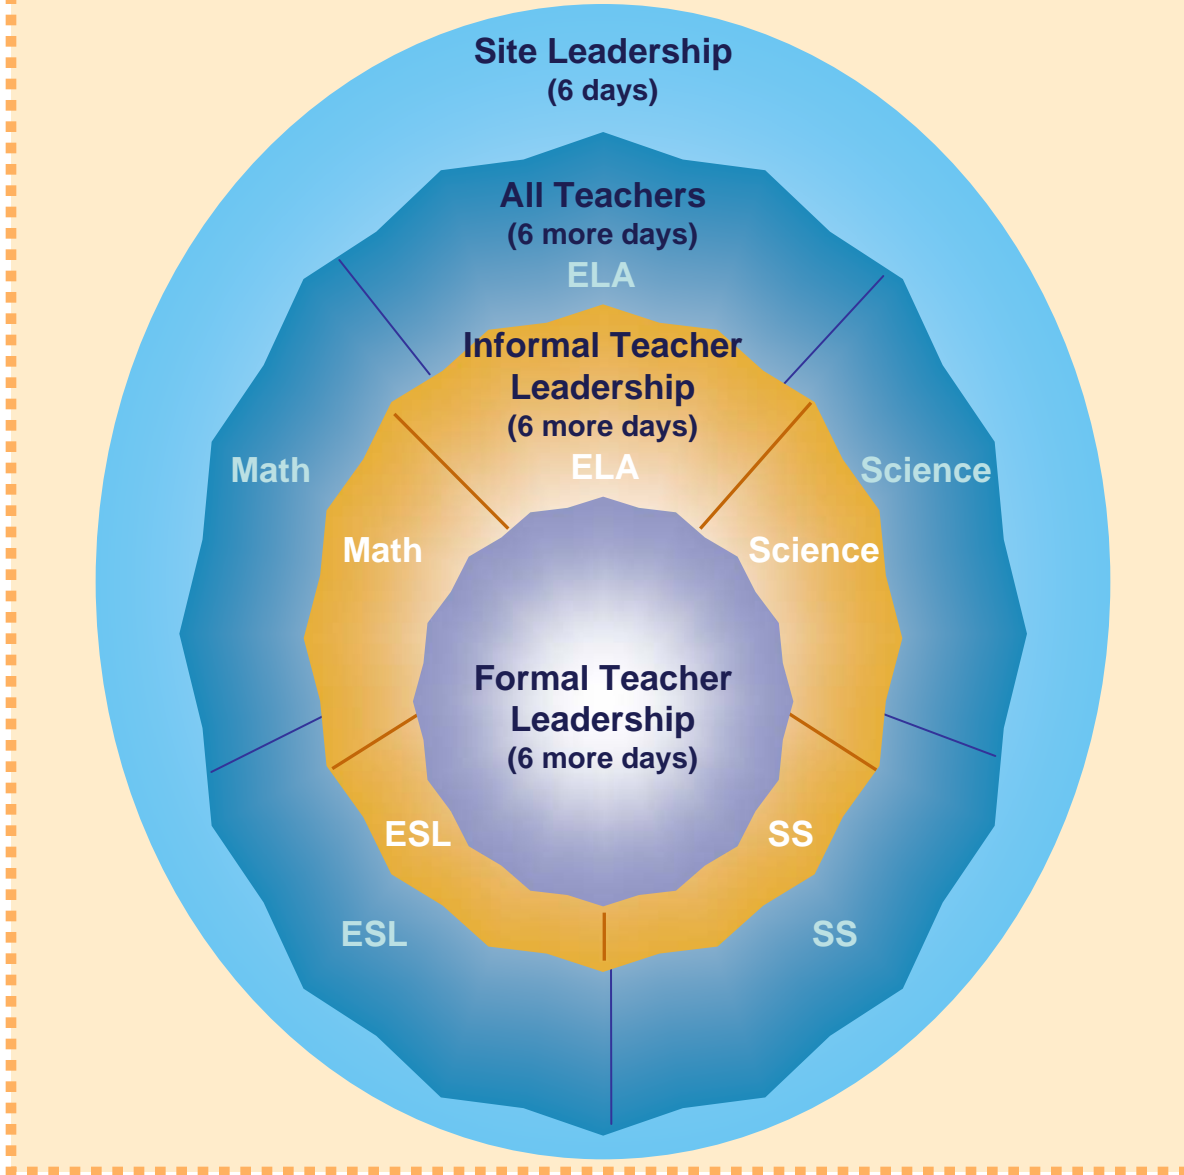 Site Leadership
(6 days)
All Teachers
(6 more days)
ELA
Informal Teacher
Leadership
(6 more days)
ELA
Math
Science
Math
Science
Formal Teacher
Leadership
(6 more days)
ESL
SS
ESL
SS